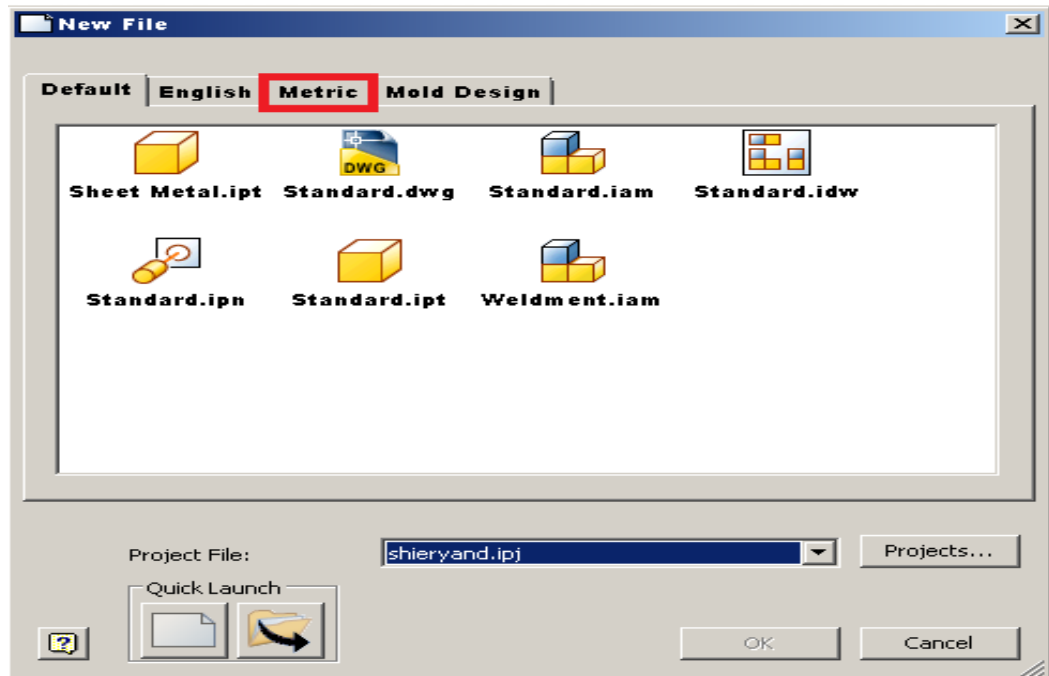 New File
Default English Metric Mold Design
DWG
Sheet Metal.ipt Standard.dwg Standard.iam Standard.idw
Standard.ipn Standard.ipt Weldment.iam
Project File: shieryand.ipj Projects...
Quick Launch
OK Cancel